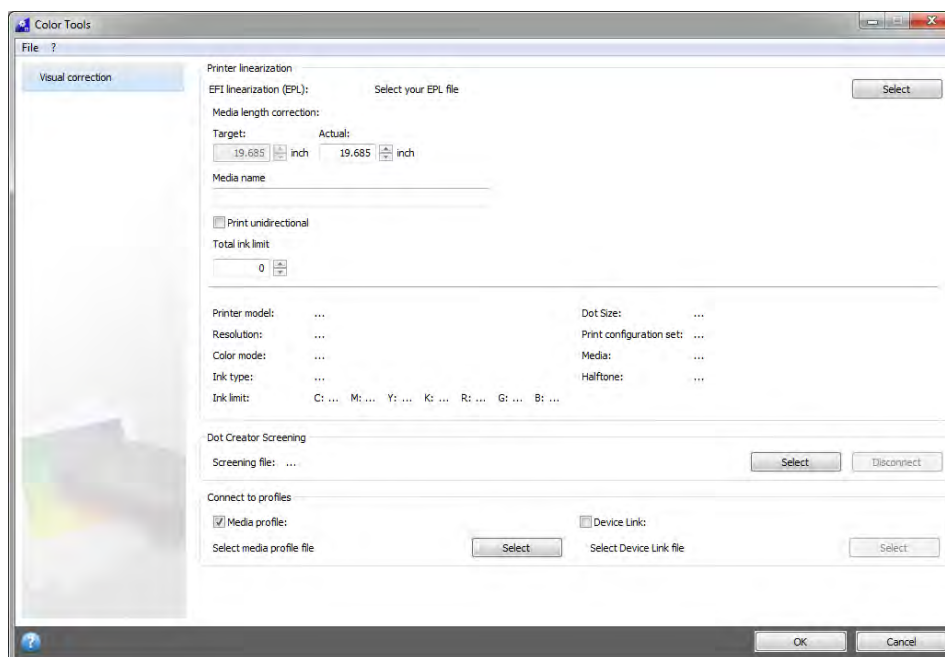 Color Tools
File ?
Visual correction
Printer linearization
EFI linearization (EPL): Select your EPL file Select
Media length correction:
Target: Actual:
19.685 inch 19.685 inch
Media name
Print unidirectional
Total ink limit
0
Printer model: ... Dot Size: ...
Resolution: ... Print configuration set: ...
Color mode: ... Media: ...
Ink type: ... Halftone: ...
Ink limit: C: ... M: ... Y: ... K: ... R: ... G: ... B: ...
Dot Creator Screening
Screening file: ... Select Disconnect
Connect to profiles
Media profile: Device Link:
Select media profile file Select Select Device Link file Select
? OK Cancel